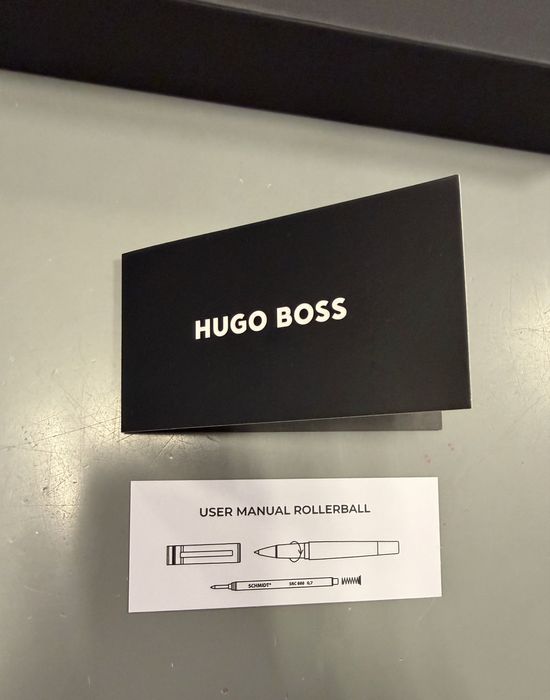 HUGO BOSS
USER MANUAL ROLLERBALL
SCHMIDT® SRC 888 0,7